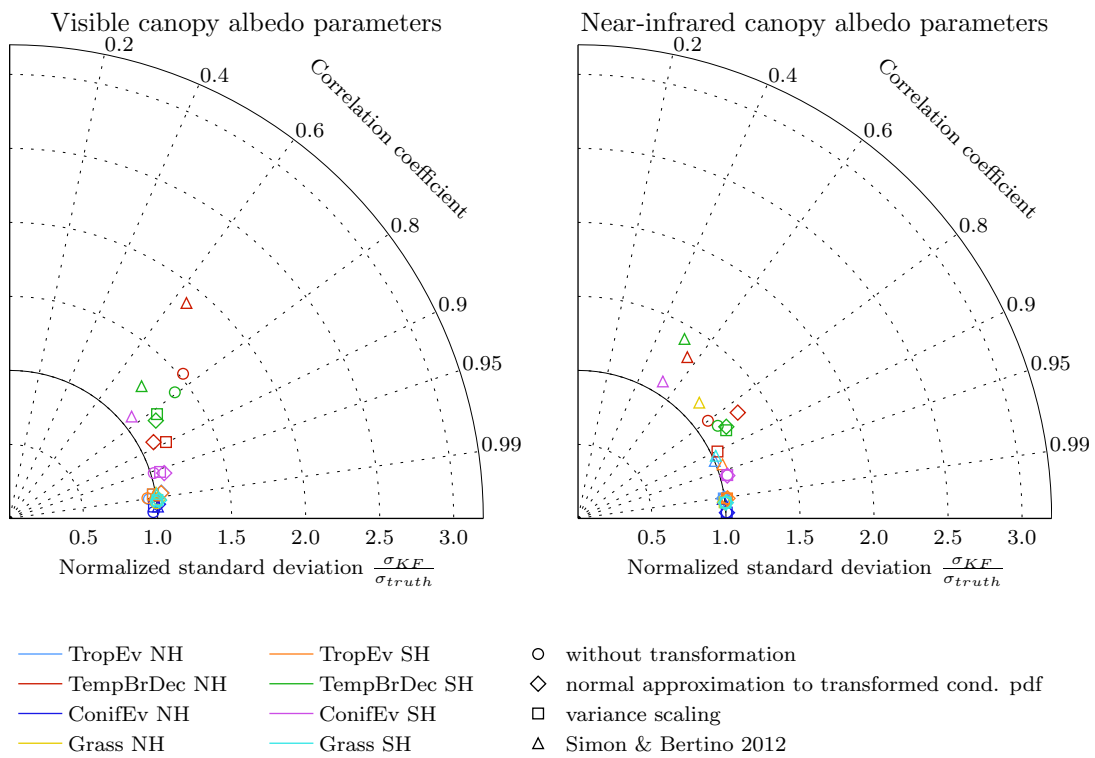 Visible canopy albedo parameters
0.2
0.4
0.6
0.8
0.9
0.95
0.99
Correlation coefficient
0.5 1.0 1.5 2.0 2.5 3.0
Normalized standard deviation σ_KF/σ_truth
Near-infrared canopy albedo parameters
0.2
0.4
0.6
0.8
0.9
0.95
0.99
Correlation coefficient
0.5 1.0 1.5 2.0 2.5 3.0
Normalized standard deviation σ_KF/σ_truth
TropEv NH
TempBrDec NH
ConifEv NH
Grass NH
TropEv SH
TempBrDec SH
ConifEv SH
Grass SH
without transformation
normal approximation to transformed cond. pdf
variance scaling
Simon & Bertino 2012